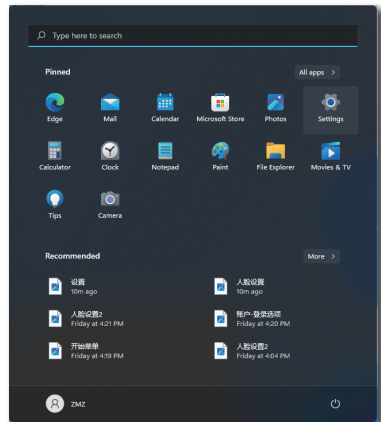 Type here to search
Pinned
All apps >
Edge
Mail
Calendar
Microsoft Store
Photos
Settings
Calculator
Clock
Notepad
Paint
File Explorer
Movies & TV
Tips
Camera
Recommended
More >
设置
10m ago
人脸设置
10m ago
人脸设置2
Friday at 4:21 PM
账户-登录选项
Friday at 4:20 PM
开始菜单
Friday at 4:19 PM
人脸设置2
Friday at 4:04 PM
ZMZ